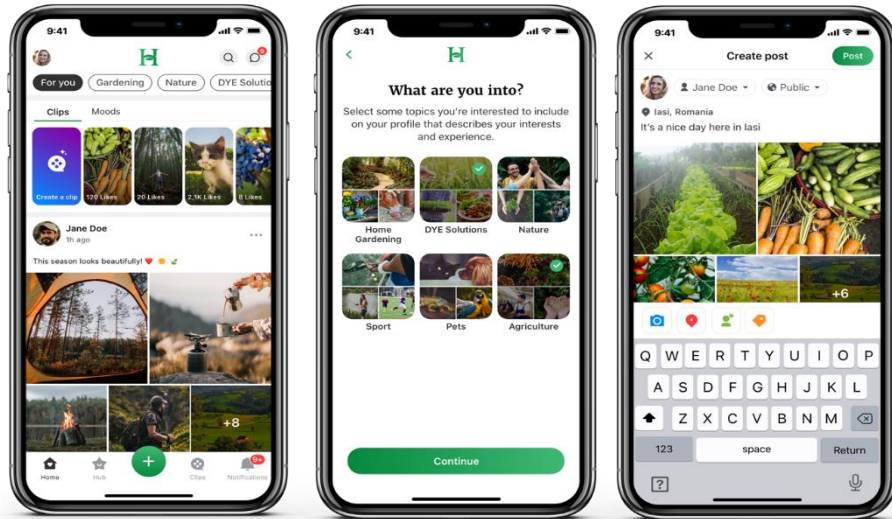 9:41
H
9
For you
Gardening
Nature
DYE Solutio
Clips
Moods
Create a clip
120 Likes
20 Likes
2,1K Likes
8 Likes
Jane Doe
1h ago
This season looks beautifully!
+8
Home
Hub
+
Clips
9+
Notifications
9:41
H
What are you into?
Select some topics you're interested to include
on your profile that describes your interests
and experience.
Home
Gardening
DYE Solutions
Nature
Sport
Pets
Agriculture
Continue
9:41
Create post
Post
Jane Doe
Public
Iasi, Romania
It's a nice day here in Iasi
+6
Q W E R T Y U I O P
A S D F G H J K L
Z X C V B N M
123
space
Return
?